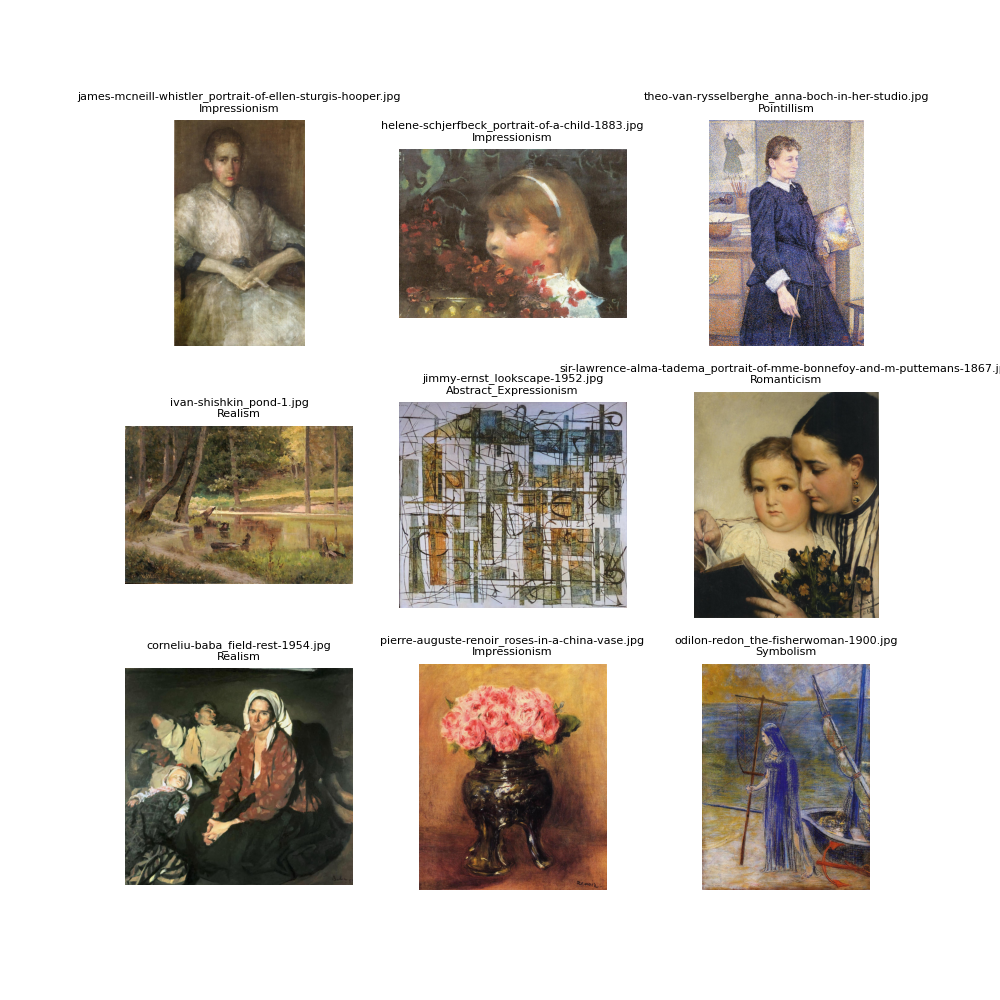 james-mcneill-whistler_portrait-of-ellen-sturgis-hooper.jpg
Impressionism
helene-schjerfbeck_portrait-of-a-child-1883.jpg
Impressionism
theo-van-rysselberghe_anna-boch-in-her-studio.jpg
Pointillism
ivan-shishkin_pond-1.jpg
Realism
jimmy-ernst_lookscape-1952.jpg
Abstract_Expressionism
sir-lawrence-alma-tadema_portrait-of-mme-bonnefoy-and-m-puttemans-1867.j
Romanticism
corneliu-baba_field-rest-1954.jpg
Realism
pierre-auguste-renoir_roses-in-a-china-vase.jpg
Impressionism
Renoir.
odilon-redon_the-fisherwoman-1900.jpg
Symbolism